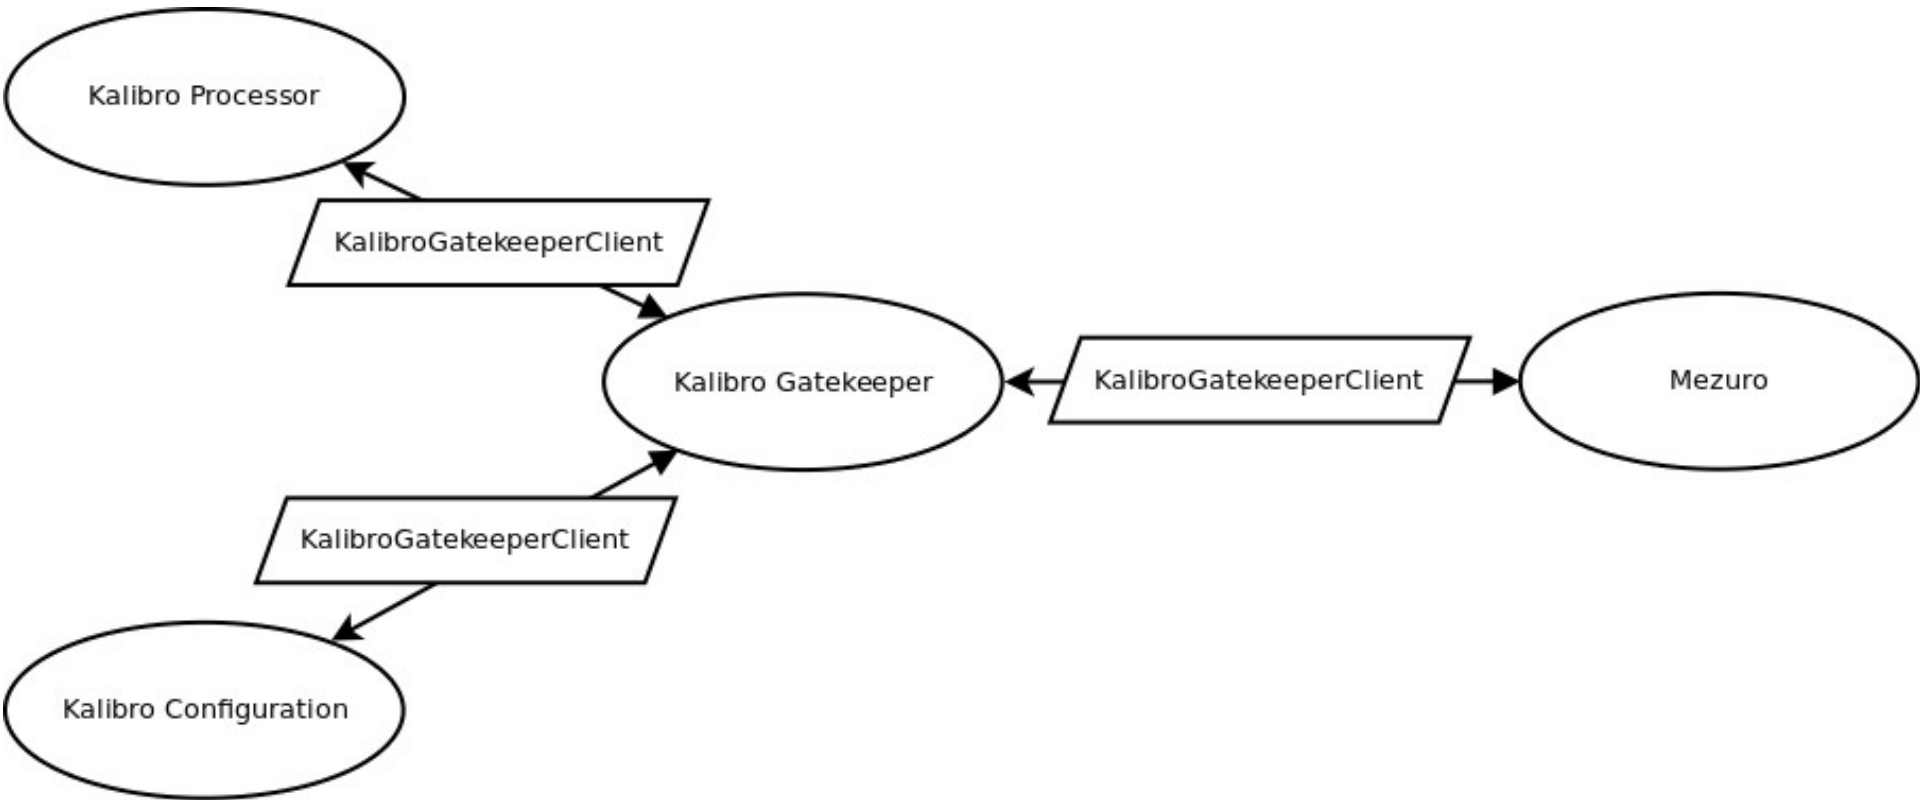 Kalibro Processor
KalibroGatekeeperClient
Kalibro Gatekeeper
KalibroGatekeeperClient
Mezuro
KalibroGatekeeperClient
Kalibro Configuration